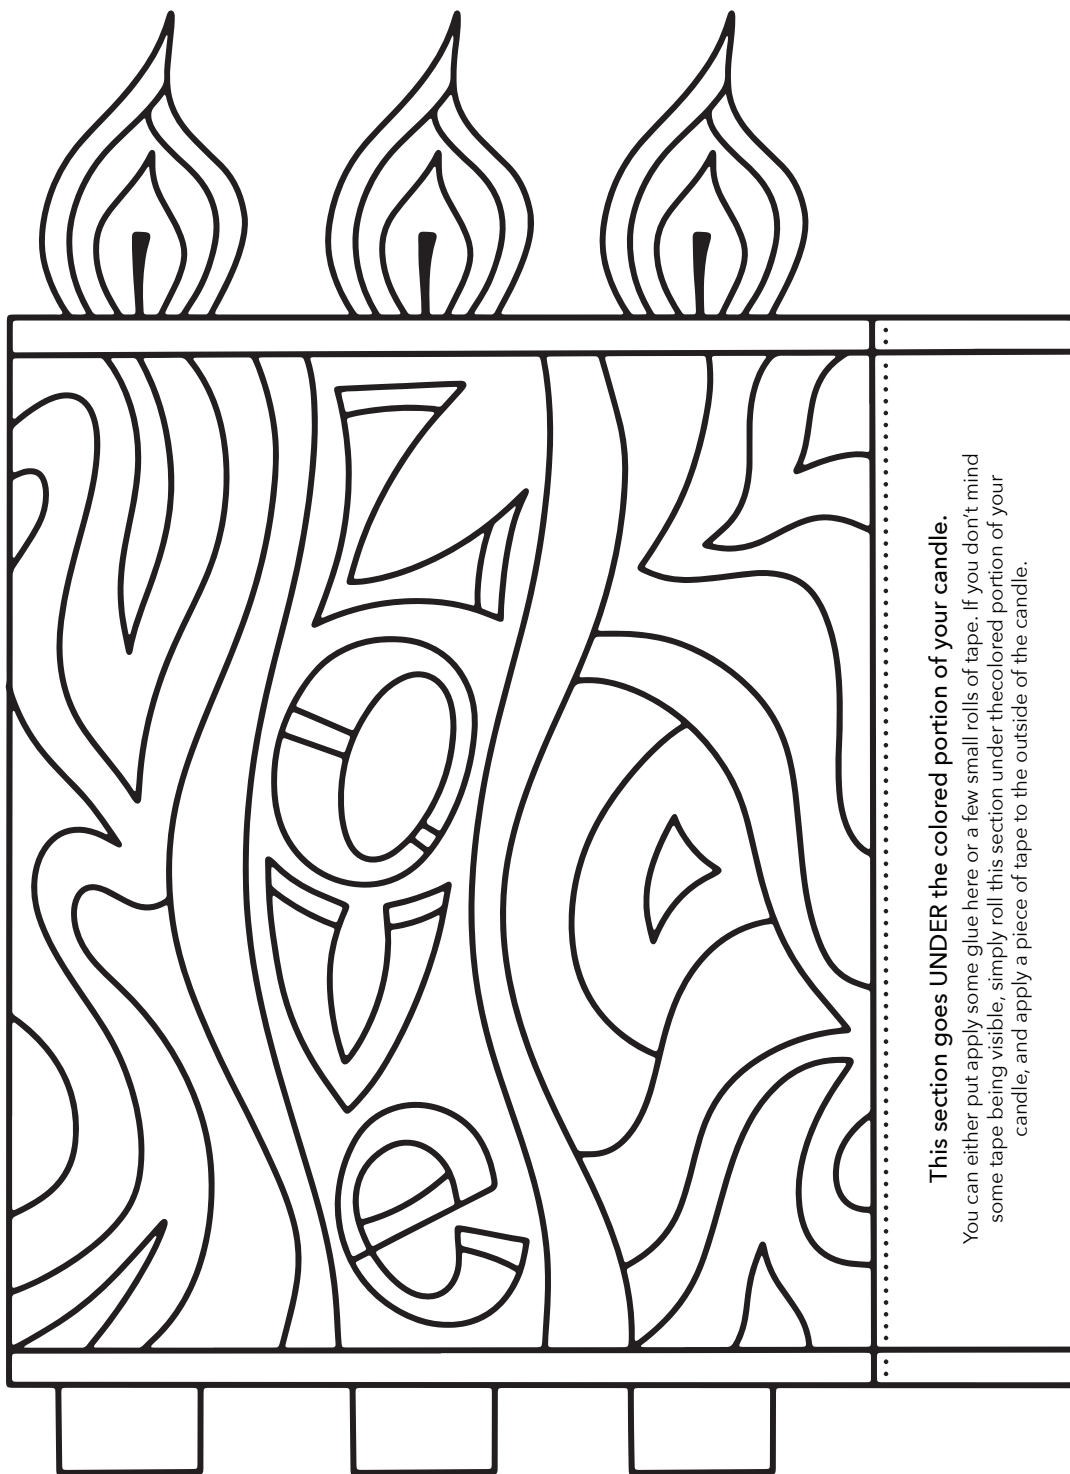 Love
This section goes UNDER the colored portion of your candle.
You can either put apply some glue here or a few small rolls of tape. If you don't mind
some tape being visible, simply roll this section under thecolored portion of your
candle, and apply a piece of tape to the outside of the candle.